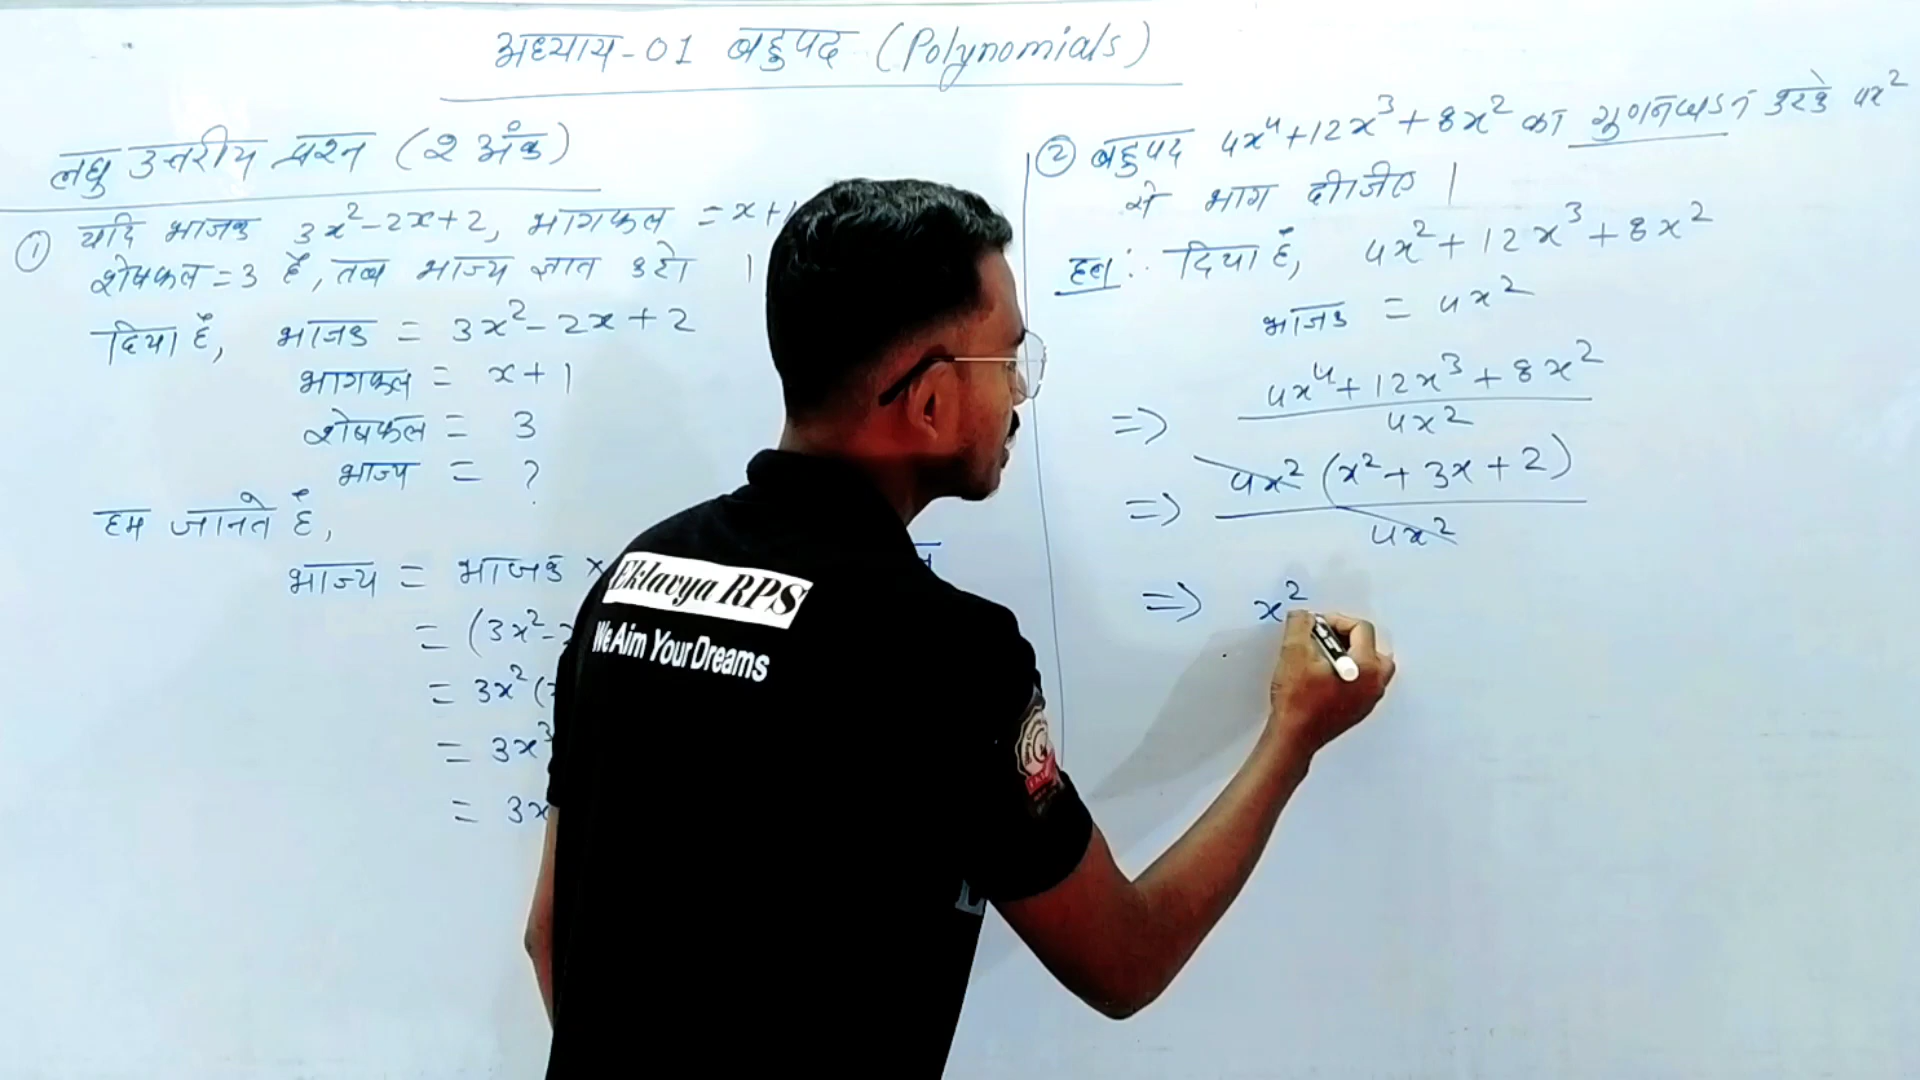 अध्याय-01 बहुपद (Polynomials)
लघु उत्तरीय प्रश्न (2 अंक)
① यदि भाजक 3x²-2x+2, भागफल = x+1
शेषफल = 3 है, तब भाज्य ज्ञात करो ।
दिया है, भाजक = 3x²-2x+2
भागफल = x+1
शेषफल = 3
भाज्य = ?
हम जानते है,
भाज्य = भाजक ×
= (3x²-
= 3x²(
= 3x³
= 3x
② बहुपद 4x⁴+12x³+8x² का गुणनखण्ड करके 4x²
से भाग दीजिए ।
हल: दिया है, 4x²+12x³+8x²
भाजक = 4x²
=> 4x⁴+12x³+8x²
4x²
=> 4x² (x²+3x+2)
4x²
=> x²
Eklavya RPS
We Aim Your Dreams